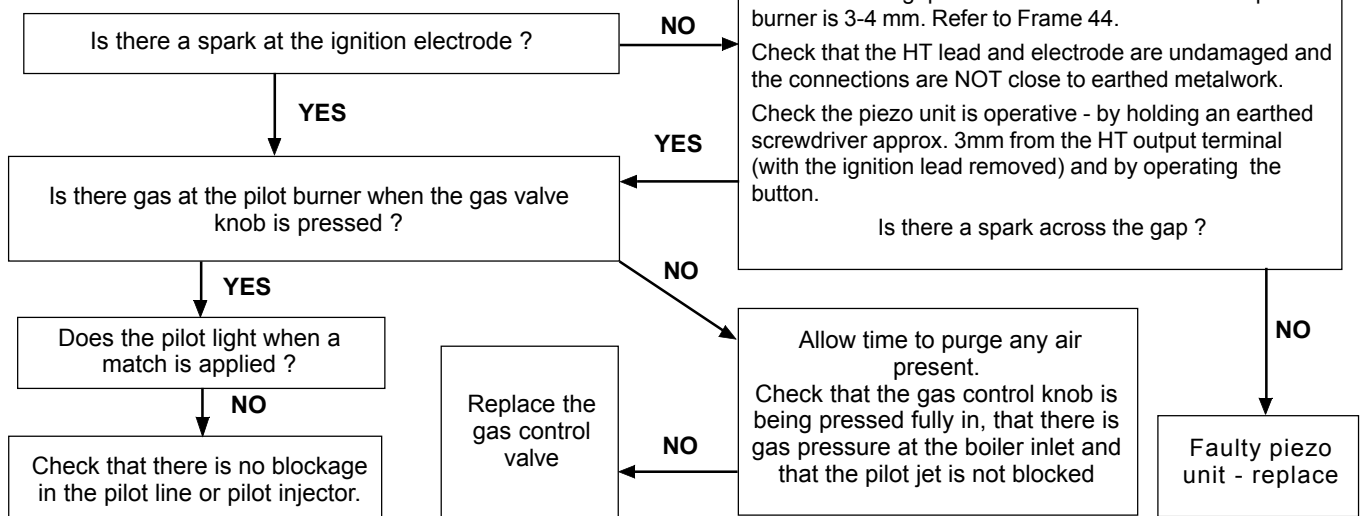 Is there a spark at the ignition electrode ?
NO
burner is 3-4 mm. Refer to Frame 44.
Check that the HT lead and electrode are undamaged and
the connections are NOT close to earthed metalwork.
Check the piezo unit is operative - by holding an earthed
screwdriver approx. 3mm from the HT output terminal
(with the ignition lead removed) and by operating the
button.
Is there a spark across the gap ?
YES
YES
Is there gas at the pilot burner when the gas valve
knob is pressed ?
NO
YES
NO
Does the pilot light when a
match is applied ?
NO
Check that there is no blockage
in the pilot line or pilot injector.
Replace the
gas control
valve
NO
Allow time to purge any air
present.
Check that the gas control knob is
being pressed fully in, that there is
gas pressure at the boiler inlet and
that the pilot jet is not blocked
Faulty piezo
unit - replace